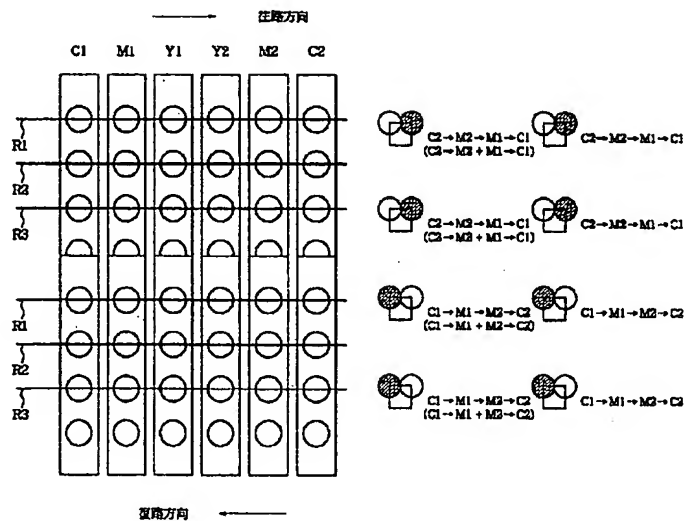 → 往路方向
C1 M1 Y1 Y2 M2 C2
R1
C2→M2→M1→C1
(C2→M2+M1→C1)
C2→M2→M1→C1
R2
R3
C2→M2→M1→C1
(C2→M2+M1→C1)
C2→M2→M1→C1
R1
C1→M1→M2→C2
(C1→M1+M2→C2)
C1→M1→M2→C2
R2
R3
C1→M1→M2→C2
(C1→M1+M2→C2)
C1→M1→M2→C2
復路方向 ←